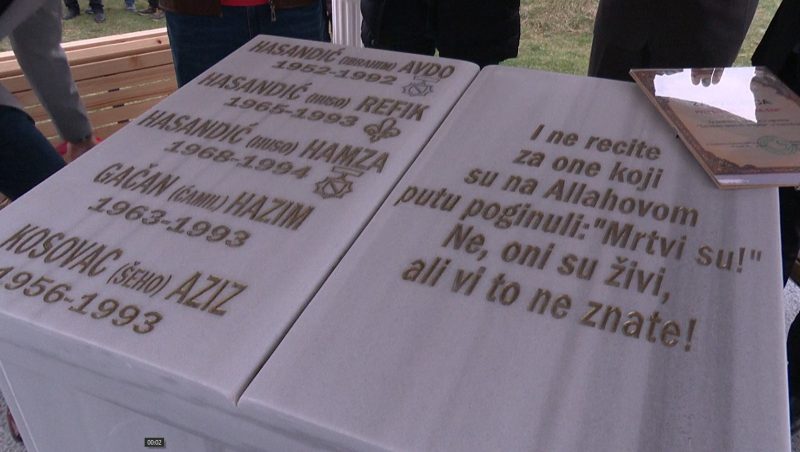 HASANDIĆ (IBRAHIM) AVDO
1952-1992
HASANDIĆ (HUSO) REFIK
1965-1993
HASANDIĆ (HUSO) HAMZA
1968-1994
GAČAN (ĆAMIL) HAZIM
1963-1993
KOSOVAC (ŠEHO) AZIZ
1956-1993
I ne recite
za one koji
su na Allahovom
putu poginuli:"Mrtvi su!"
Ne, oni su živi,
ali vi to ne znate!
00:02